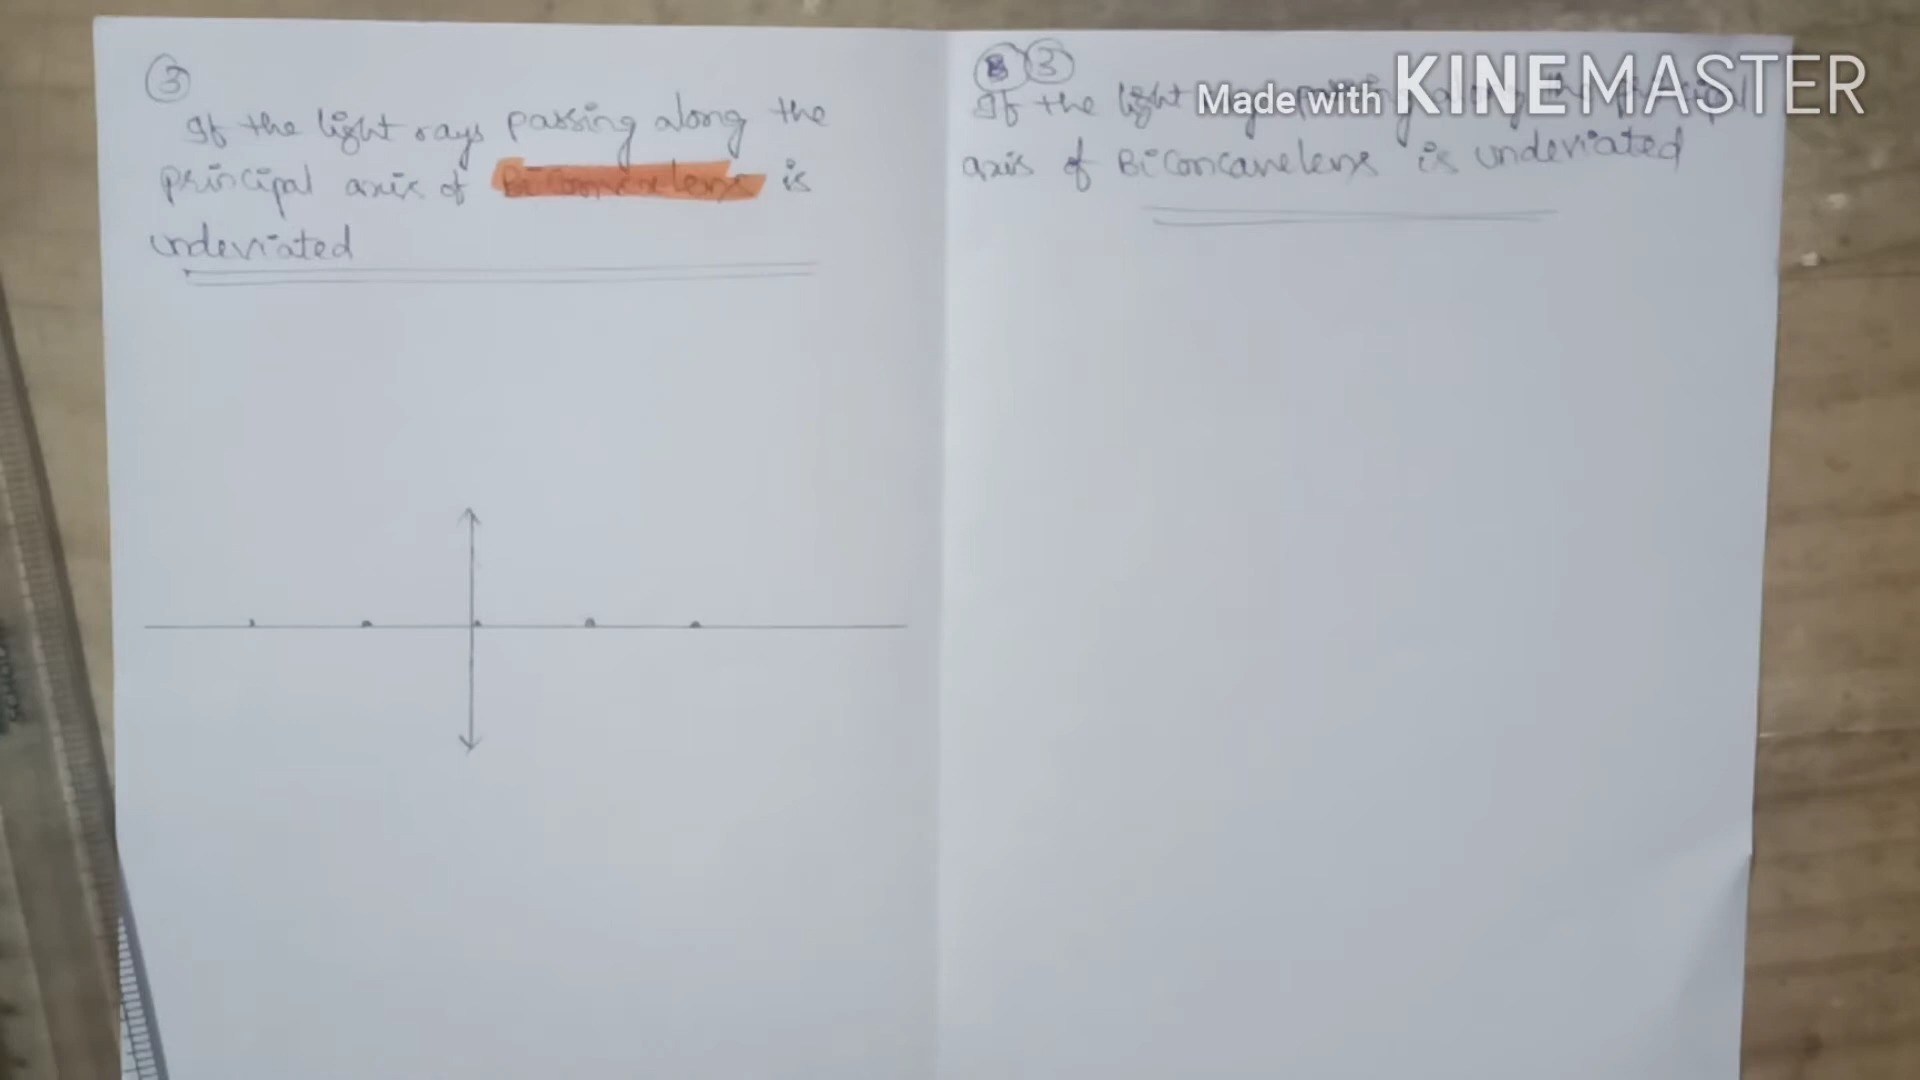 3
If the light rays passing along the
principal axis of Biconvex lens is
undeviated
B 3
If the light
axis of Biconcave lens is undeviated
Made with KINEMASTER